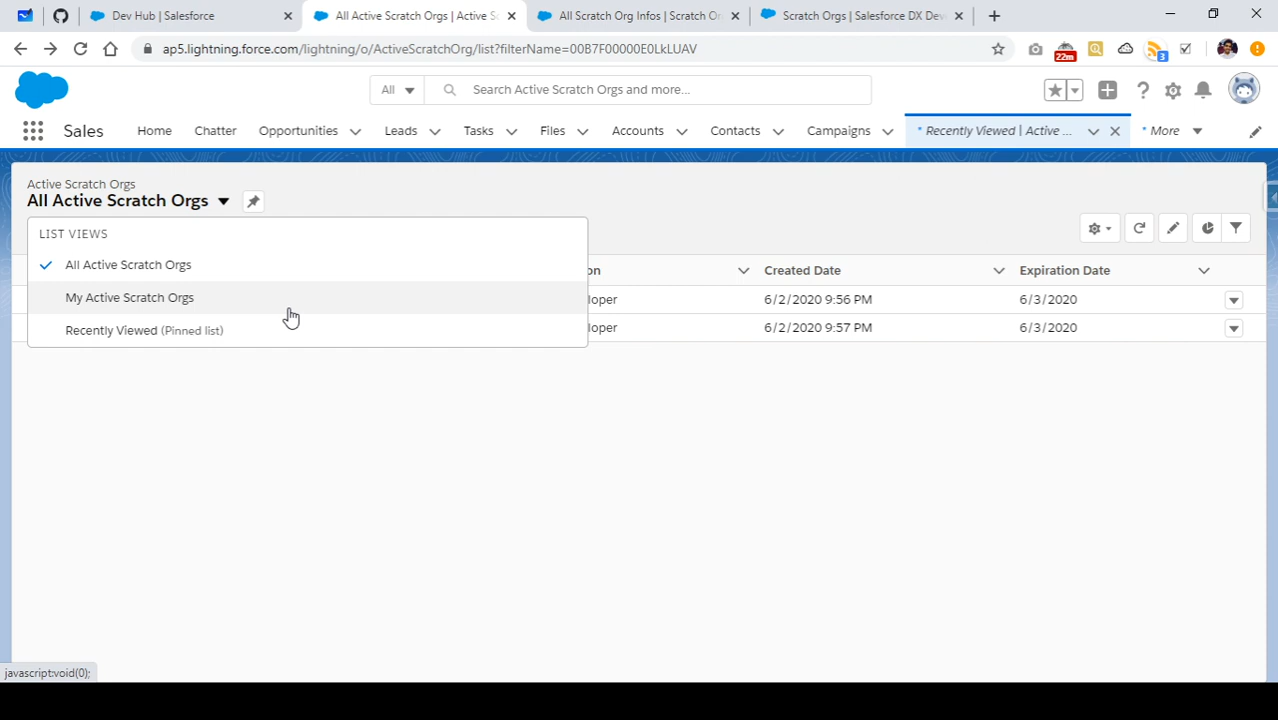 Dev Hub | Salesforce
All Active Scratch Orgs | Active Sc
All Scratch Org Infos | Scratch Or
Scratch Orgs | Salesforce DX Dev
ap5.lightning.force.com/lightning/o/ActiveScratchOrg/list?filterName=00B7F00000E0LkLUAV
22m
3
All
Search Active Scratch Orgs and more...
Sales
Home
Chatter
Opportunities
Leads
Tasks
Files
Accounts
Contacts
Campaigns
* Recently Viewed | Active ...
* More
Active Scratch Orgs
All Active Scratch Orgs
LIST VIEWS
All Active Scratch Orgs
My Active Scratch Orgs
Recently Viewed (Pinned list)
on
Created Date
Expiration Date
loper
6/2/2020 9:56 PM
6/3/2020
loper
6/2/2020 9:57 PM
6/3/2020
javascript:void(0);